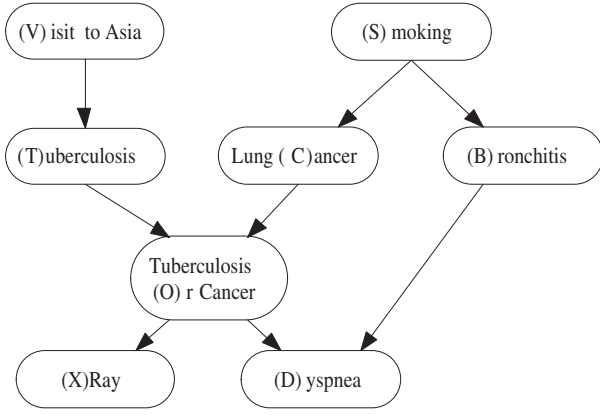 (V) isit to Asia
(S) moking
(T)uberculosis
Lung ( C)ancer
(B) ronchitis
Tuberculosis
(O) r Cancer
(X)Ray
(D) yspnea